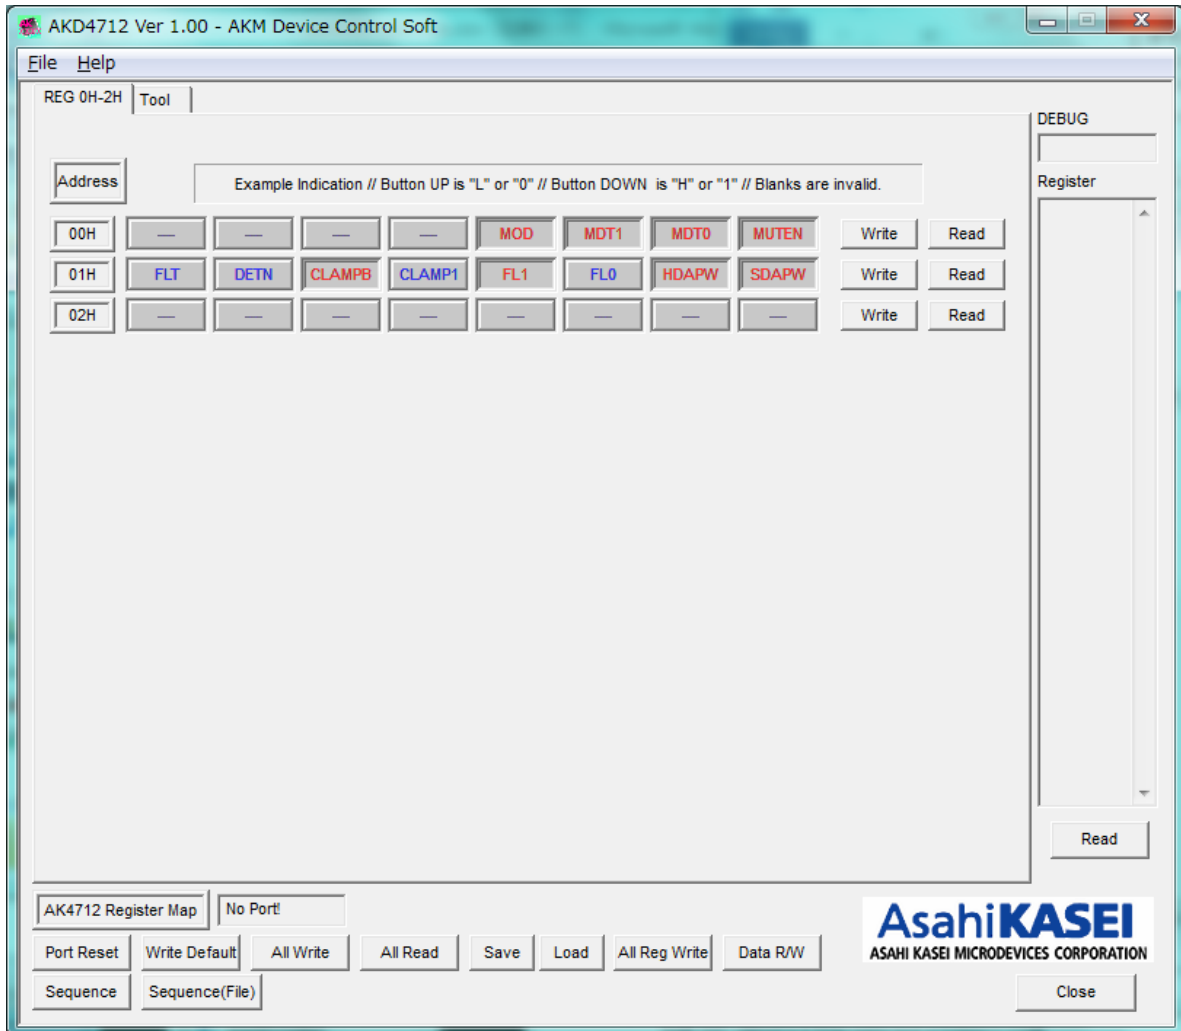 AKD4712 Ver 1.00 - AKM Device Control Soft
File Help
REG 0H-2H Tool
DEBUG
Address Example Indication // Button UP is "L" or "0" // Button DOWN is "H" or "1" // Blanks are invalid.
Register
00H — — — — MOD MDT1 MDT0 MUTEN Write Read
01H FLT DETN CLAMPB CLAMP1 FL1 FL0 HDAPW SDAPW Write Read
02H — — — — — — — — Write Read
Read
AK4712 Register Map No Port!
AsahiKASEI
ASAHI KASEI MICRODEVICES CORPORATION
Port Reset Write Default All Write All Read Save Load All Reg Write Data R/W
Sequence Sequence(File) Close